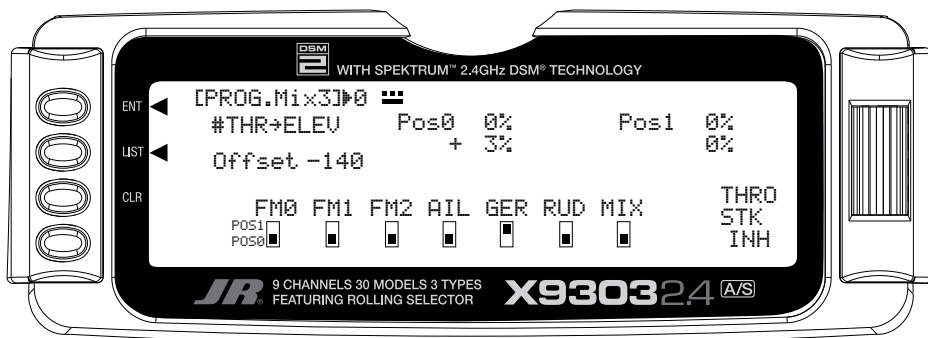 DSM
2
WITH SPEKTRUM™ 2.4GHz DSM® TECHNOLOGY
ENT
LIST
CLR
[PROG.Mix3]▶0
#THR→ELEV Pos0 0% Pos1 0%
+ 3% 0%
Offset -140
FM0 FM1 FM2 AIL GER RUD MIX
POS1
POS0
THRO
STK
INH
JR®
9 CHANNELS 30 MODELS 3 TYPES
FEATURING ROLLING SELECTOR
X9303 2.4 A/S